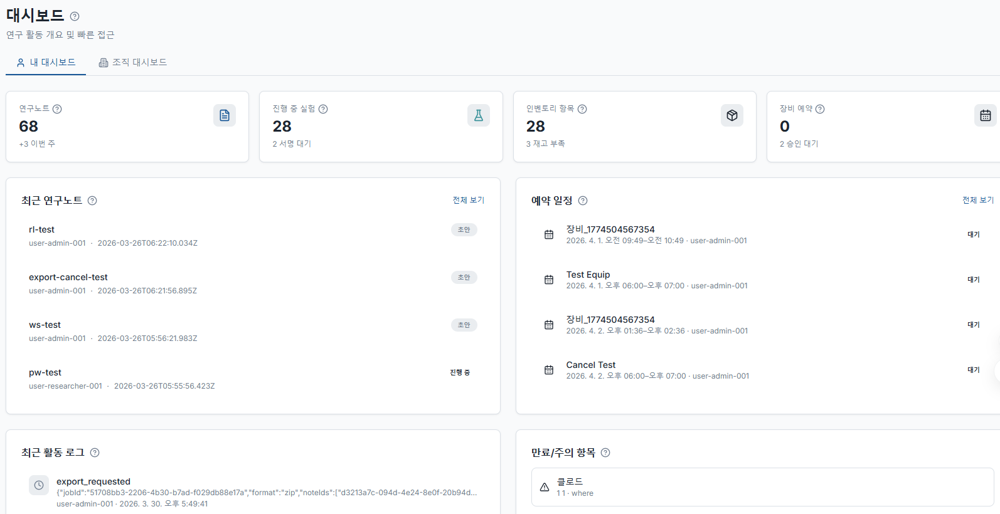 대시보드
연구 활동 개요 및 빠른 접근
내 대시보드
조직 대시보드
연구노트
68
+3 이번 주
진행 중 실험
28
2 서명 대기
인벤토리 항목
28
3 재고 부족
장비 예약
0
2 승인 대기
최근 연구노트
전체 보기
rl-test
초안
user-admin-001 · 2026-03-26T06:22:10.034Z
export-cancel-test
초안
user-admin-001 · 2026-03-26T06:21:56.895Z
ws-test
초안
user-admin-001 · 2026-03-26T05:56:21.983Z
pw-test
진행 중
user-researcher-001 · 2026-03-26T05:55:56.423Z
예약 일정
전체 보기
장비_1774504567354
대기
2026. 4. 1. 오전 09:49–오전 10:49 · user-admin-001
Test Equip
대기
2026. 4. 1. 오후 06:00–오후 07:00 · user-admin-001
장비_1774504567354
대기
2026. 4. 2. 오후 01:36–오후 02:36 · user-admin-001
Cancel Test
대기
2026. 4. 2. 오후 06:00–오후 07:00 · user-admin-001
최근 활동 로그
export_requested
{"jobId":"51708bb3-2206-4b30-b7ad-f029db88e17a","format":"zip","noteIds":["d3213a7c-094d-4e24-8e0f-20b94d...
user-admin-001 · 2026. 3. 30. 오후 5:49:41
만료/주의 항목
클로드
1 1 · where